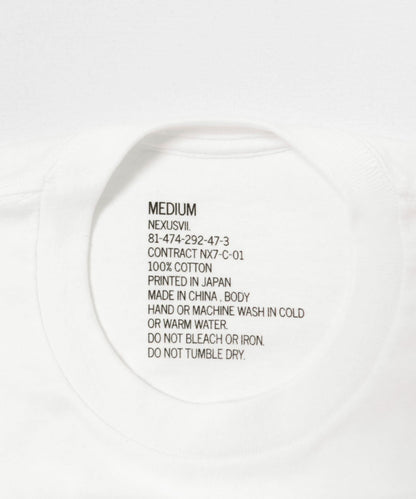 MEDIUM
NEXUSVII.
81-474-292-47-3
CONTRACT NX7-C-01
100% COTTON
PRINTED IN JAPAN
MADE IN CHINA . BODY
HAND OR MACHINE WASH IN COLD
OR WARM WATER.
DO NOT BLEACH OR IRON.
DO NOT TUMBLE DRY.